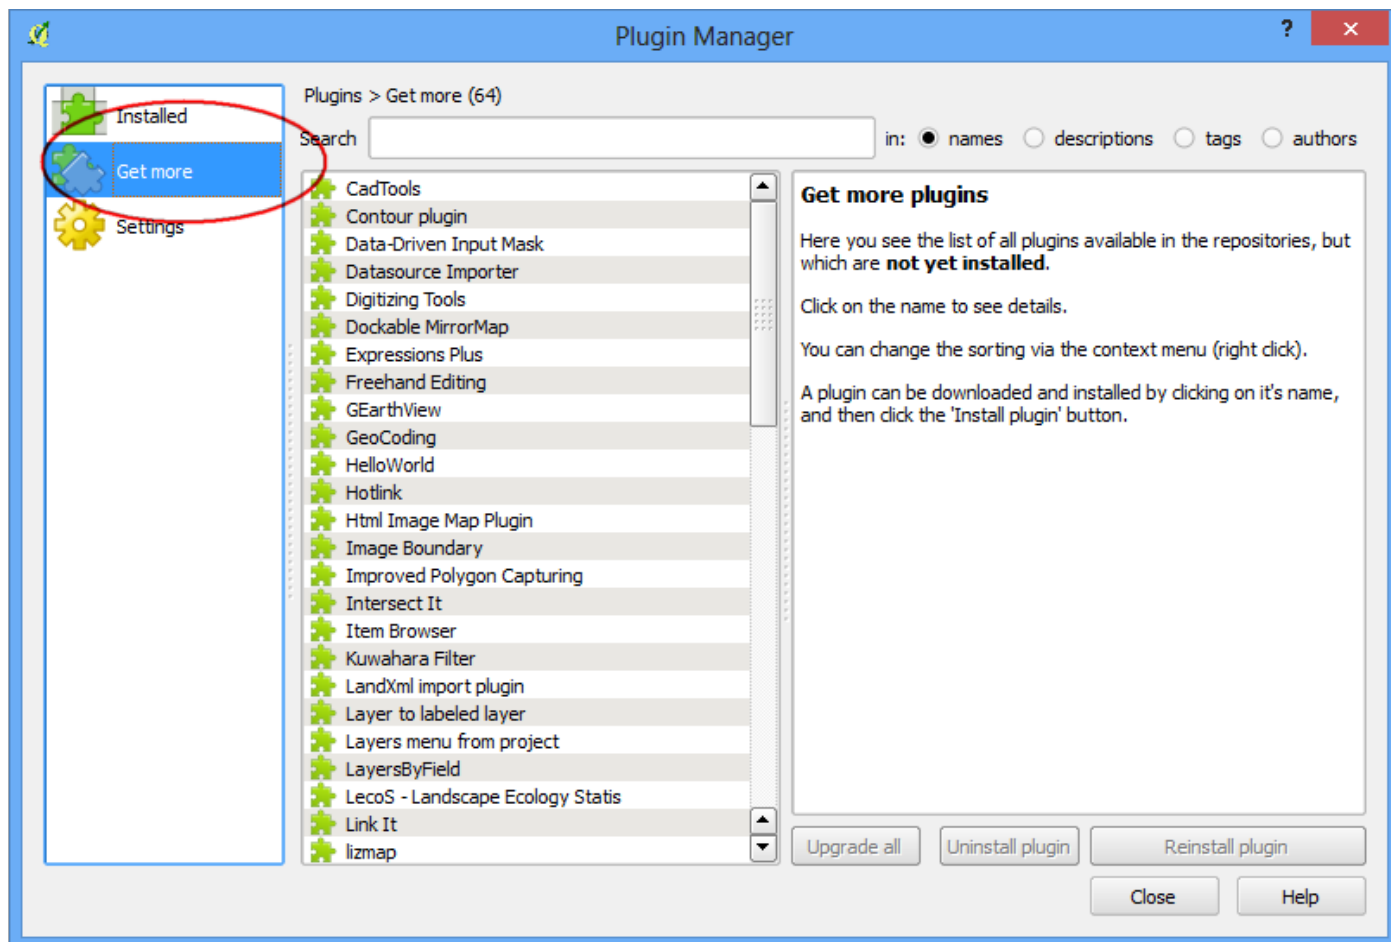 Plugin Manager
?
Installed
Get more
Settings
Plugins > Get more (64)
Search
in: names descriptions tags authors
CadTools
Contour plugin
Data-Driven Input Mask
Datasource Importer
Digitizing Tools
Dockable MirrorMap
Expressions Plus
Freehand Editing
GEarthView
GeoCoding
HelloWorld
Hotlink
Html Image Map Plugin
Image Boundary
Improved Polygon Capturing
Intersect It
Item Browser
Kuwahara Filter
LandXml import plugin
Layer to labeled layer
Layers menu from project
LayersByField
LecoS - Landscape Ecology Statis
Link It
lizmap
Get more plugins
Here you see the list of all plugins available in the repositories, but
which are not yet installed.
Click on the name to see details.
You can change the sorting via the context menu (right click).
A plugin can be downloaded and installed by clicking on it's name,
and then click the 'Install plugin' button.
Upgrade all
Uninstall plugin
Reinstall plugin
Close
Help